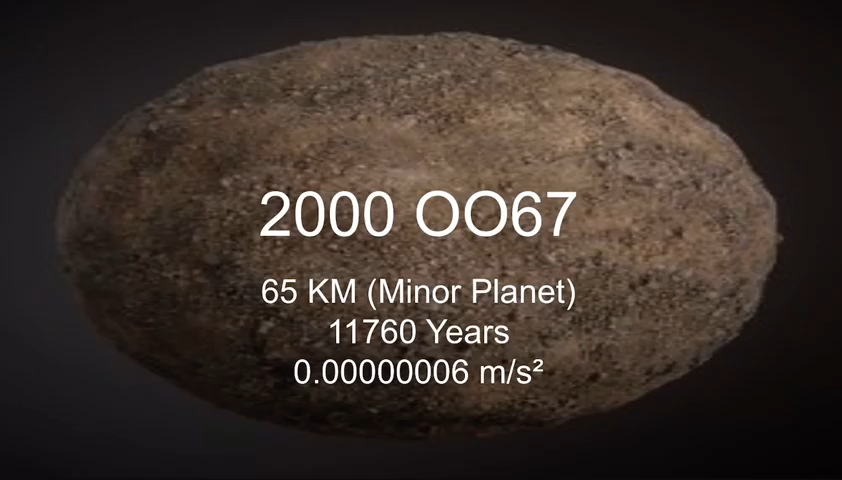 2000 OO67
65 KM (Minor Planet)
11760 Years
0.00000006 m/s²